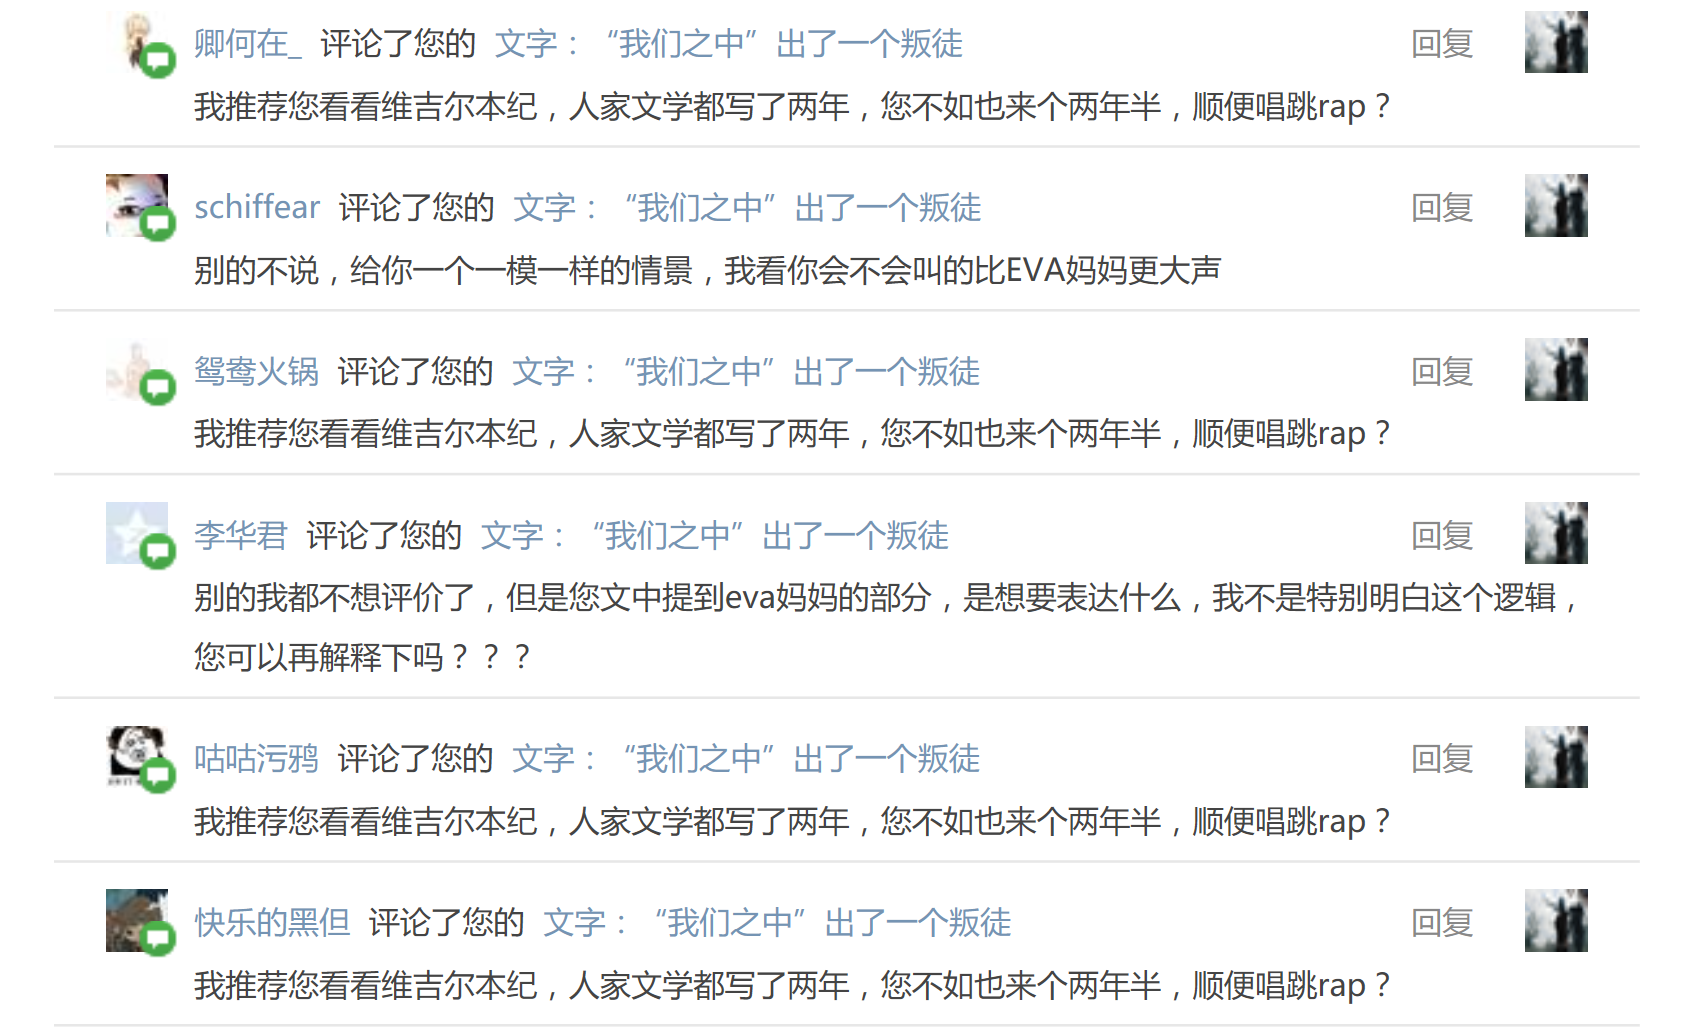 卿何在_ 评论了您的 文字：“我们之中”出了一个叛徒 回复
我推荐您看看维吉尔本纪，人家文学都写了两年，您不如也来个两年半，顺便唱跳rap？
schiffear 评论了您的 文字：“我们之中”出了一个叛徒 回复
别的不说，给你一个一模一样的情景，我看你会不会叫的比EVA妈妈更大声
鸳鸯火锅 评论了您的 文字：“我们之中”出了一个叛徒 回复
我推荐您看看维吉尔本纪，人家文学都写了两年，您不如也来个两年半，顺便唱跳rap？
李华君 评论了您的 文字：“我们之中”出了一个叛徒 回复
别的我都不想评价了，但是您文中提到eva妈妈的部分，是想要表达什么，我不是特别明白这个逻辑，
您可以再解释下吗？？？
咕咕污鸦 评论了您的 文字：“我们之中”出了一个叛徒 回复
我推荐您看看维吉尔本纪，人家文学都写了两年，您不如也来个两年半，顺便唱跳rap？
快乐的黑但 评论了您的 文字：“我们之中”出了一个叛徒 回复
我推荐您看看维吉尔本纪，人家文学都写了两年，您不如也来个两年半，顺便唱跳rap？